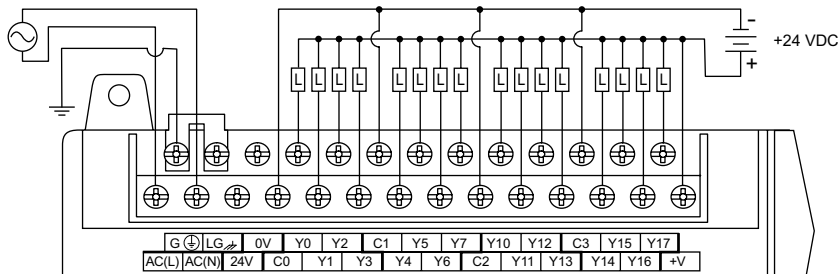 -
+24 VDC
+
L L L L L L L L L L L L L L L L
G LG 0V Y0 Y2 C1 Y5 Y7 Y10 Y12 C3 Y15 Y17
AC(L) AC(N) 24V C0 Y1 Y3 Y4 Y6 C2 Y11 Y13 Y14 Y16 +V